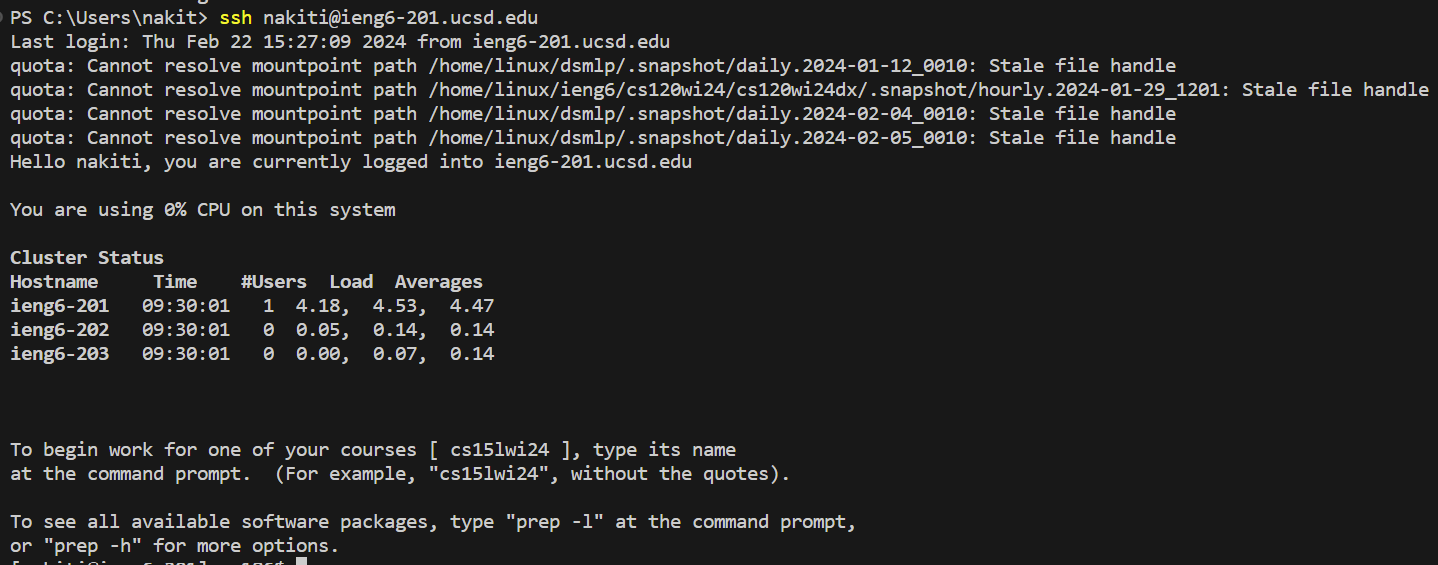 PS C:\Users\nakit> ssh nakiti@ieng6-201.ucsd.edu
Last login: Thu Feb 22 15:27:09 2024 from ieng6-201.ucsd.edu
quota: Cannot resolve mountpoint path /home/linux/dsmlp/.snapshot/daily.2024-01-12_0010: Stale file handle
quota: Cannot resolve mountpoint path /home/linux/ieng6/cs120wi24/cs120wi24dx/.snapshot/hourly.2024-01-29_1201: Stale file handle
quota: Cannot resolve mountpoint path /home/linux/dsmlp/.snapshot/daily.2024-02-04_0010: Stale file handle
quota: Cannot resolve mountpoint path /home/linux/dsmlp/.snapshot/daily.2024-02-05_0010: Stale file handle
Hello nakiti, you are currently logged into ieng6-201.ucsd.edu
You are using 0% CPU on this system
Cluster Status
Hostname Time #Users Load Averages
ieng6-201 09:30:01 1 4.18, 4.53, 4.47
ieng6-202 09:30:01 0 0.05, 0.14, 0.14
ieng6-203 09:30:01 0 0.00, 0.07, 0.14
To begin work for one of your courses [ cs15lwi24 ], type its name
at the command prompt. (For example, "cs15lwi24", without the quotes).
To see all available software packages, type "prep -l" at the command prompt,
or "prep -h" for more options.